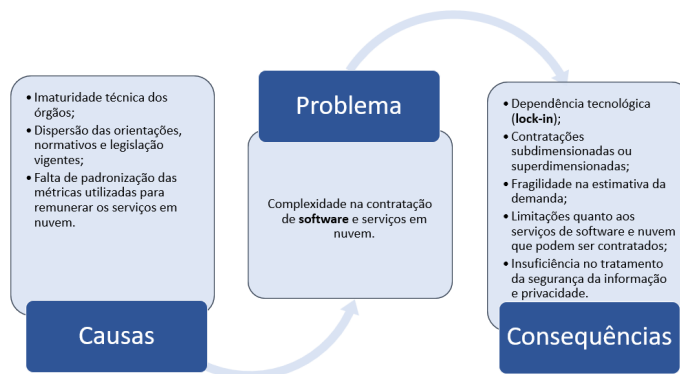 • Imaturidade técnica dos
órgãos;
• Dispersão das orientações,
normativos e legislação
vigentes;
• Falta de padronização das
métricas utilizadas para
remunerar os serviços em
nuvem.
Causas
Problema
Complexidade na contratação
de software e serviços em
nuvem.
• Dependência tecnológica
(lock-in);
• Contratações
subdimensionadas ou
superdimensionadas;
• Fragilidade na estimativa da
demanda;
• Limitações quanto aos
serviços de software e nuvem
que podem ser contratados;
• Insuficiência no tratamento
da segurança da informação
e privacidade.
Consequências